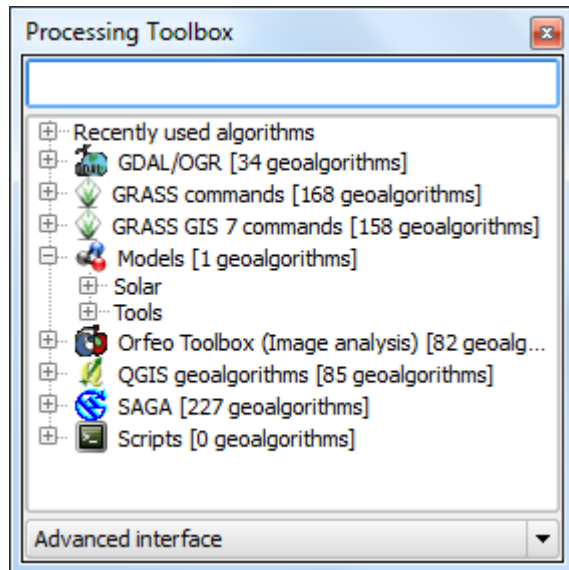 Processing Toolbox
Recently used algorithms
GDAL/OGR [34 geoalgorithms]
GRASS commands [168 geoalgorithms]
GRASS GIS 7 commands [158 geoalgorithms]
Models [1 geoalgorithms]
Solar
Tools
Orfeo Toolbox (Image analysis) [82 geoalg...
QGIS geoalgorithms [85 geoalgorithms]
SAGA [227 geoalgorithms]
Scripts [0 geoalgorithms]
Advanced interface